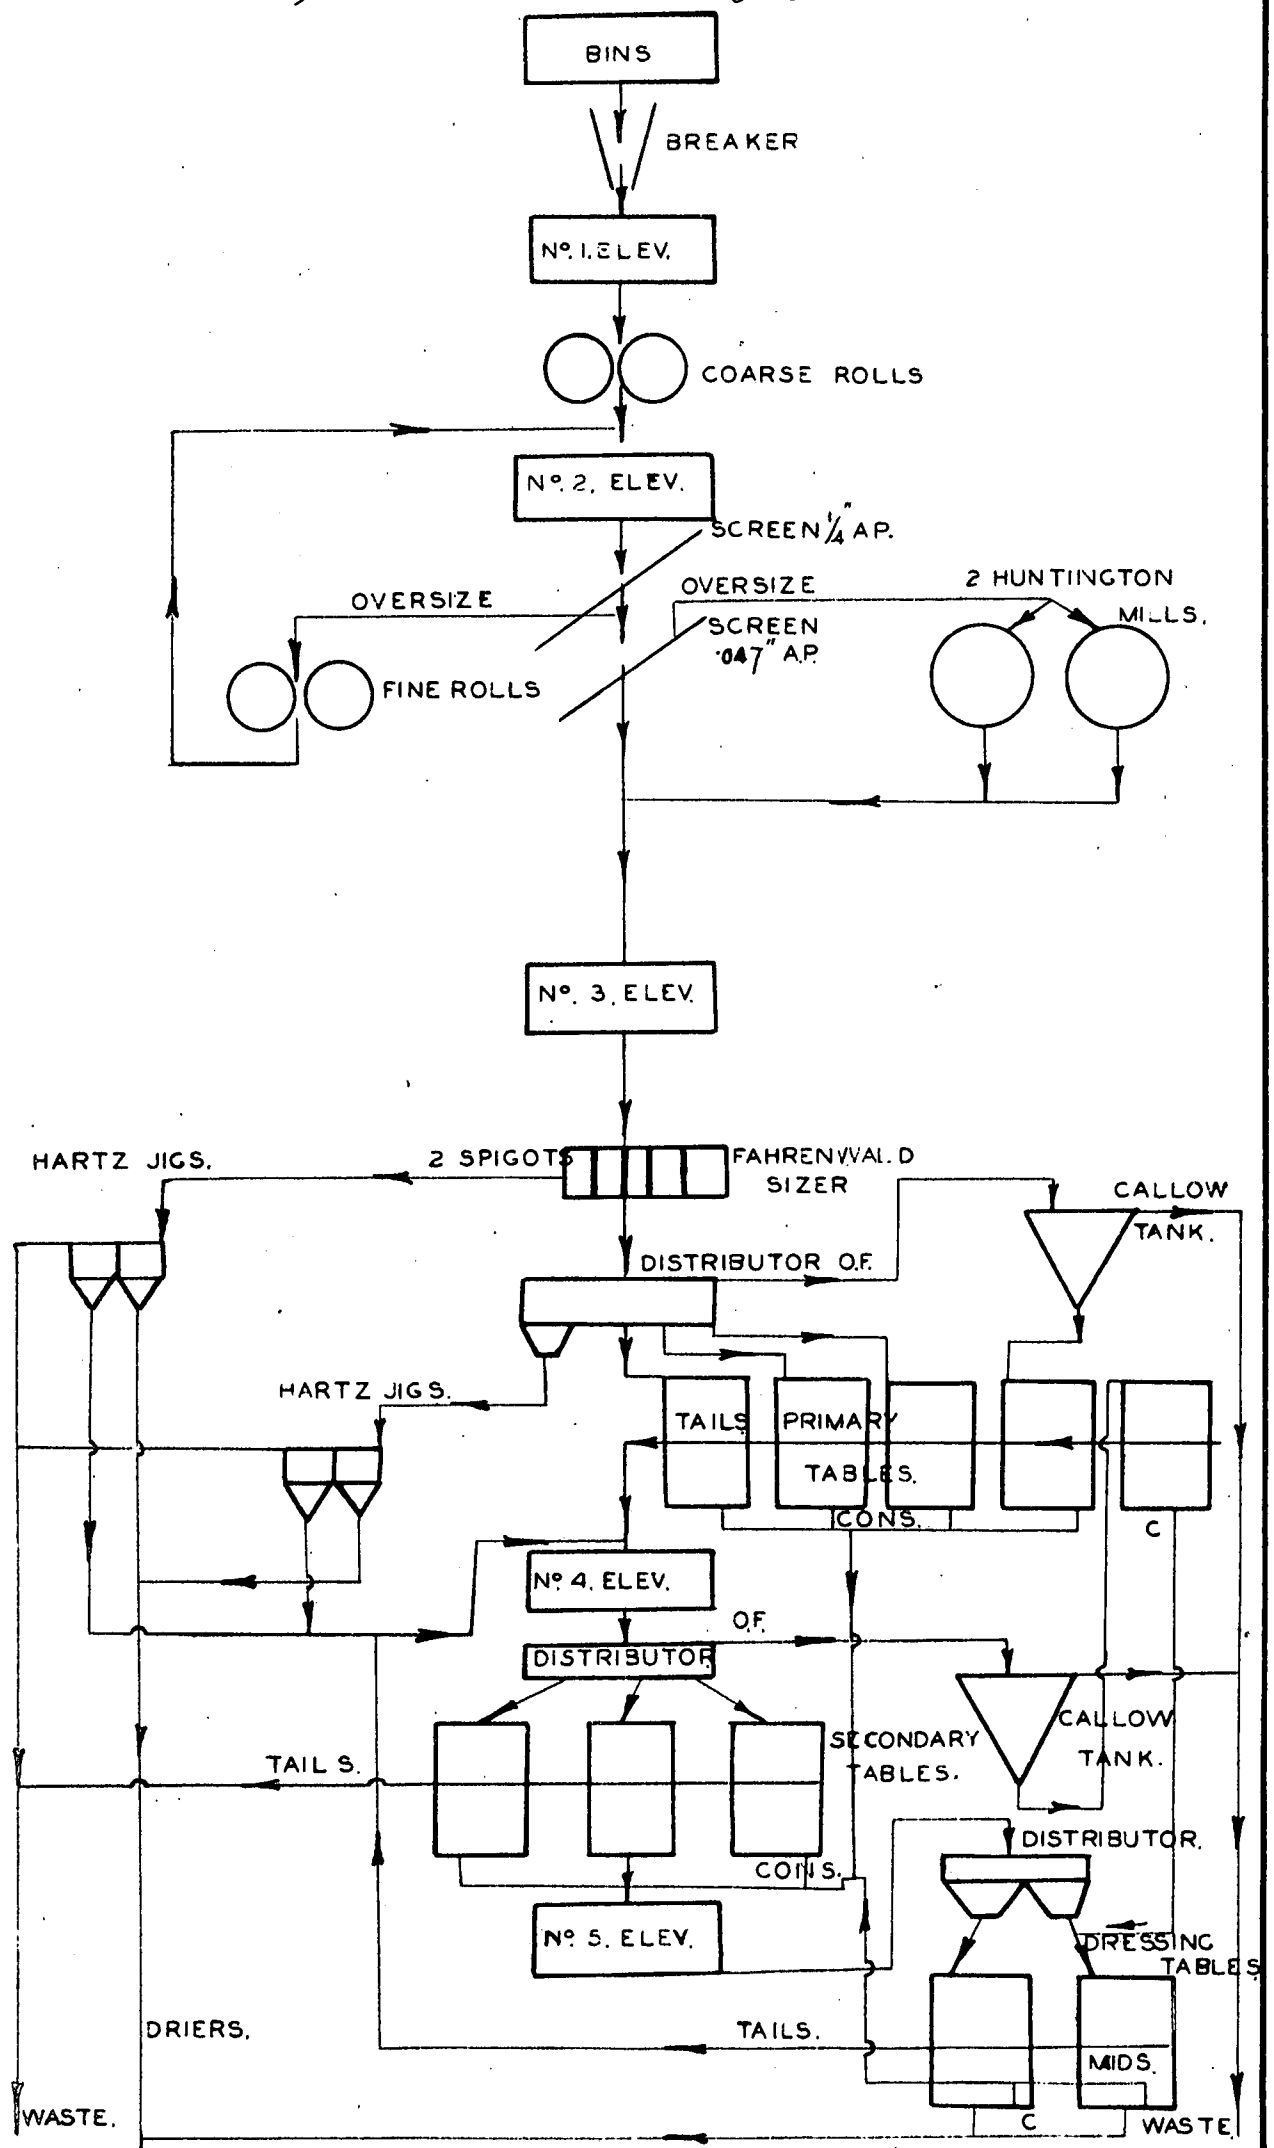 BINS
BREAKER
Nº. 1. ELEV.
COARSE ROLLS
Nº. 2. ELEV.
SCREEN 1/4" AP.
OVERSIZE
OVERSIZE
2 HUNTINGTON
MILLS.
SCREEN
.047" A.P.
FINE ROLLS
Nº. 3. ELEV.
HARTZ JIGS.
2 SPIGOTS
FAHRENWALD
SIZER
CALLOW
TANK.
DISTRIBUTOR O.F.
HARTZ JIGS.
TAILS
PRIMARY
TABLES.
CONS.
C
Nº. 4. ELEV.
O.F.
DISTRIBUTOR
SECONDARY
TABLES.
CALLOW
TANK.
TAILS.
DISTRIBUTOR.
CONS.
Nº. 5. ELEV.
DRESSING
TABLES
DRIERS.
TAILS.
MIDS.
WASTE.
C
WASTE.